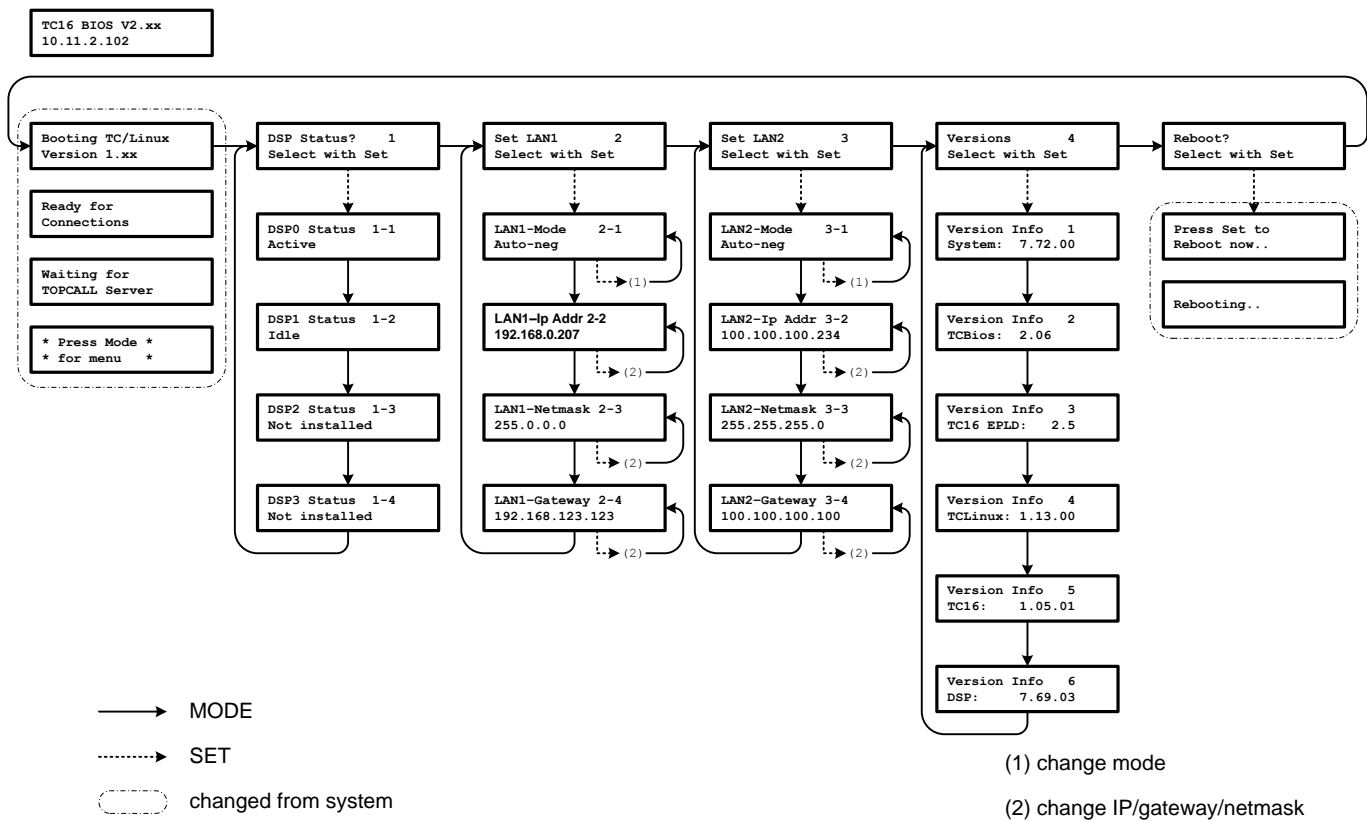 TC16 BIOS V2.xx
10.11.2.102
Booting TC/Linux
Version 1.xx
Ready for
Connections
Waiting for
TOPCALL Server
* Press Mode *
* for menu *
DSP Status? 1
Select with Set
DSP0 Status 1-1
Active
DSP1 Status 1-2
Idle
DSP2 Status 1-3
Not installed
DSP3 Status 1-4
Not installed
Set LAN1 2
Select with Set
LAN1-Mode 2-1
Auto-neg
(1)
LAN1–Ip Addr 2-2
192.168.0.207
(2)
LAN1–Netmask 2-3
255.0.0.0
(2)
LAN1-Gateway 2-4
192.168.123.123
(2)
Set LAN2 3
Select with Set
LAN2-Mode 3-1
Auto-neg
(1)
LAN2-Ip Addr 3-2
100.100.100.234
(2)
LAN2–Netmask 3-3
255.255.255.0
(2)
LAN2-Gateway 3-4
100.100.100.100
(2)
Versions 4
Select with Set
Version Info 1
System: 7.72.00
Version Info 2
TCBios: 2.06
Version Info 3
TC16 EPLD: 2.5
Version Info 4
TCLinux: 1.13.00
Version Info 5
TC16: 1.05.01
Version Info 6
DSP: 7.69.03
Reboot?
Select with Set
Press Set to
Reboot now..
Rebooting..
MODE
SET
changed from system
(1) change mode
(2) change IP/gateway/netmask